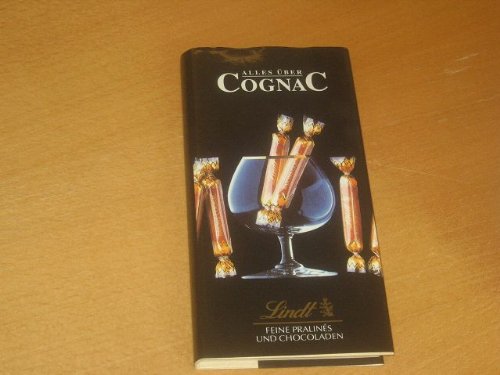 ALLES ÜBER
COGNAC
Lindt
FEINE PRALINÉS
UND CHOCOLADEN